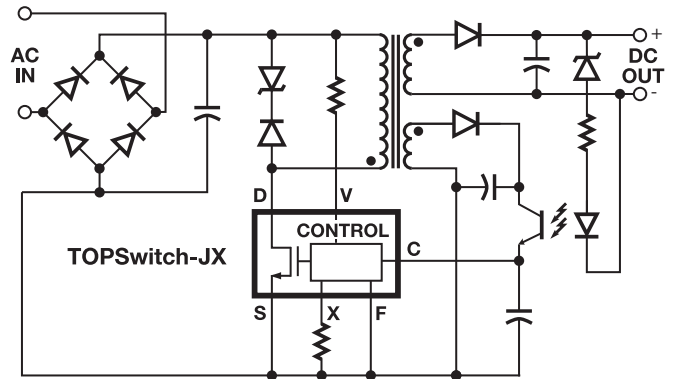 AC
IN
+
DC
OUT
-
D
V
CONTROL
C
TOPSwitch-JX
S
X
F